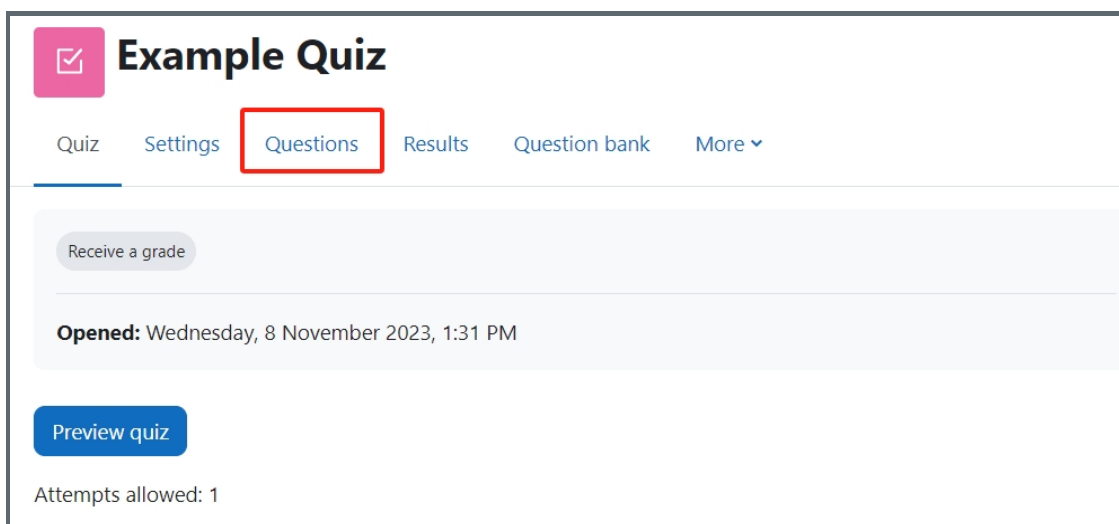 Example Quiz
Quiz Settings Questions Results Question bank More
Receive a grade
Opened: Wednesday, 8 November 2023, 1:31 PM
Preview quiz
Attempts allowed: 1